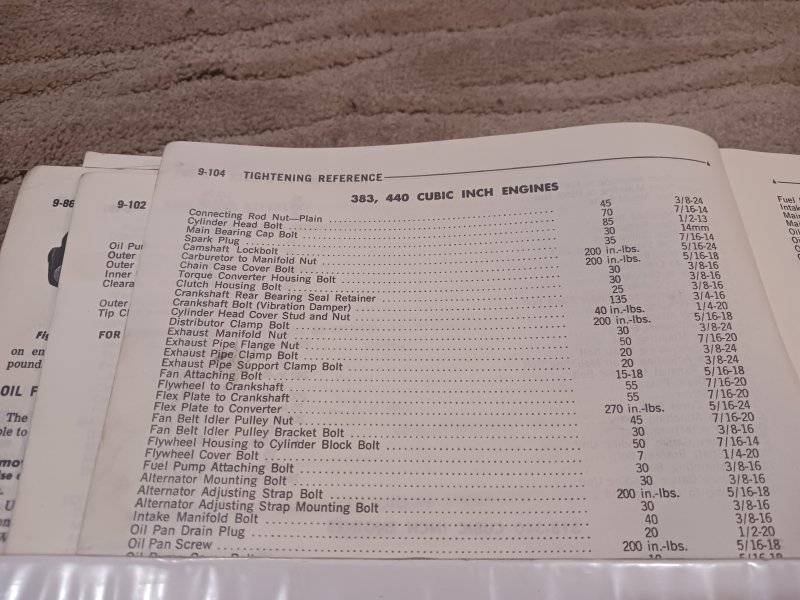 9-86
9-102
Oil Pu
Outer
Outer
Inner
Cleara
Outer
Tip Cl
FOR
Fig
on en
pound
OIL F
The
ble to
U
on
W
9-104 TIGHTENING REFERENCE
383, 440 CUBIC INCH ENGINES
Connecting Rod Nut—Plain 45 3/8-24
Cylinder Head Bolt 70 7/16-14
Main Bearing Cap Bolt 85 1/2-13
Spark Plug 30 14mm
Camshaft Lockbolt 35 7/16-14
Carburetor to Manifold Nut 200 in.-lbs. 5/16-24
Chain Case Cover Bolt 200 in.-lbs. 5/16-18
Torque Converter Housing Bolt 30 3/8-16
Clutch Housing Bolt 30 3/8-16
Crankshaft Rear Bearing Seal Retainer 25 3/8-16
Crankshaft Bolt (Vibration Damper) 135 3/4-16
Cylinder Head Cover Stud and Nut 40 in.-lbs. 1/4-20
Distributor Clamp Bolt 200 in.-lbs. 5/16-18
Exhaust Manifold Nut 30 3/8-24
Exhaust Pipe Flange Nut 50 7/16-20
Exhaust Pipe Clamp Bolt 20 3/8-24
Exhaust Pipe Support Clamp Bolt 20 3/8-24
Fan Attaching Bolt 15-18 5/16-18
Flywheel to Crankshaft 55 7/16-20
Flex Plate to Crankshaft 55 7/16-20
Flex Plate to Converter 270 in.-lbs. 5/16-24
Fan Belt Idler Pulley Nut 45 7/16-20
Fan Belt Idler Pulley Bracket Bolt 30 3/8-16
Flywheel Housing to Cylinder Block Bolt 50 7/16-14
Flywheel Cover Bolt 7 1/4-20
Fuel Pump Attaching Bolt 30 3/8-16
Alternator Mounting Bolt 30 3/8-16
Alternator Adjusting Strap Bolt 200 in.-lbs. 5/16-18
Alternator Adjusting Strap Mounting Bolt 30 3/8-16
Intake Manifold Bolt 40 3/8-16
Oil Pan Drain Plug 20 1/2-20
Oil Pan Screw 200 in.-lbs. 5/16-18
Fuel
Intak
Main
Mai
Oil
Oi